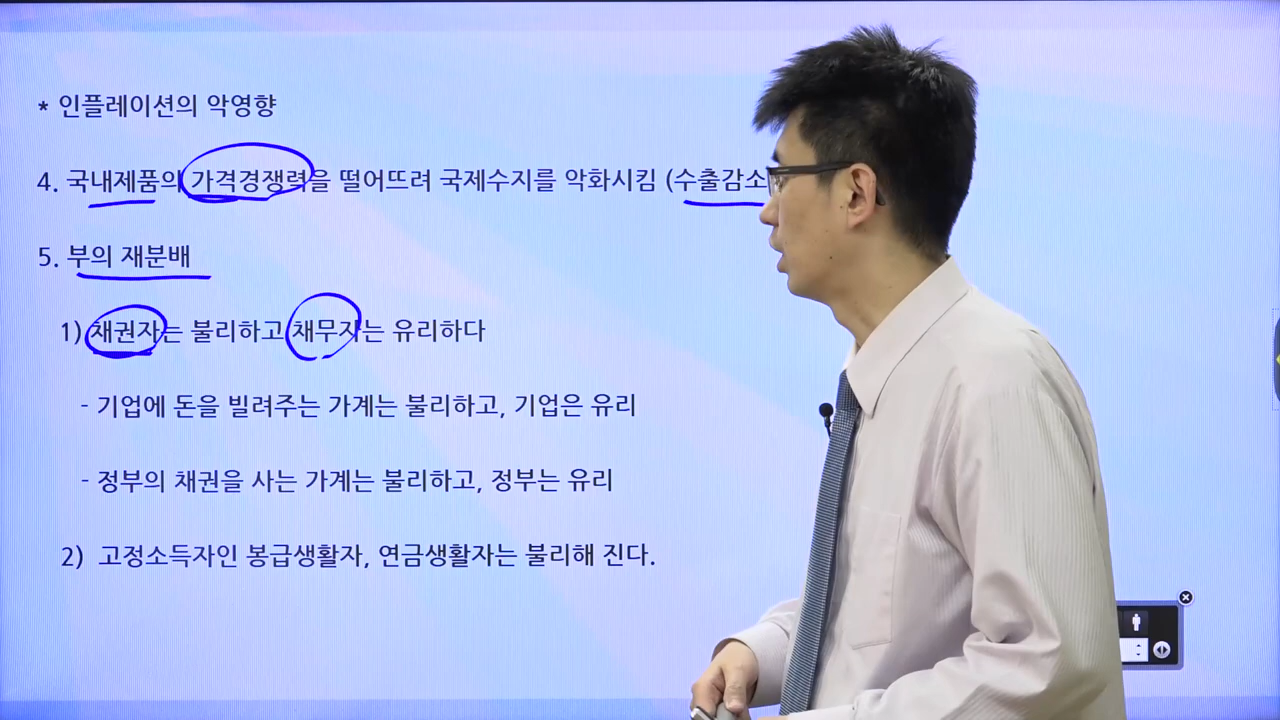 * 인플레이션의 악영향
4. 국내제품의 가격경쟁력을 떨어뜨려 국제수지를 악화시킴 (수출감소
5. 부의 재분배
1) 채권자는 불리하고 채무자는 유리하다
- 기업에 돈을 빌려주는 가계는 불리하고, 기업은 유리
- 정부의 채권을 사는 가계는 불리하고, 정부는 유리
2) 고정소득자인 봉급생활자, 연금생활자는 불리해 진다.